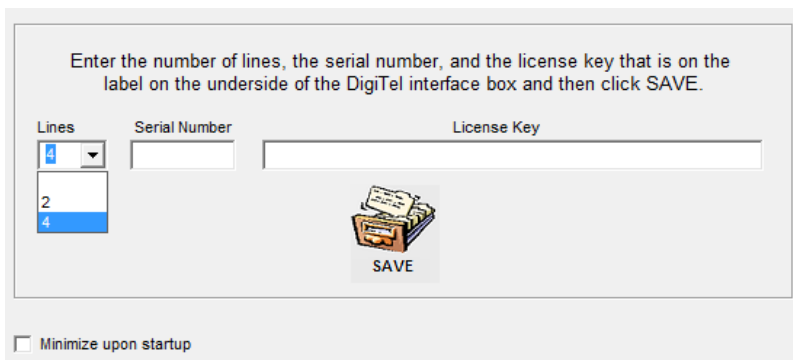 Enter the number of lines, the serial number, and the license key that is on the
label on the underside of the DigiTel interface box and then click SAVE.
Lines Serial Number License Key
4
2
4
SAVE
Minimize upon startup